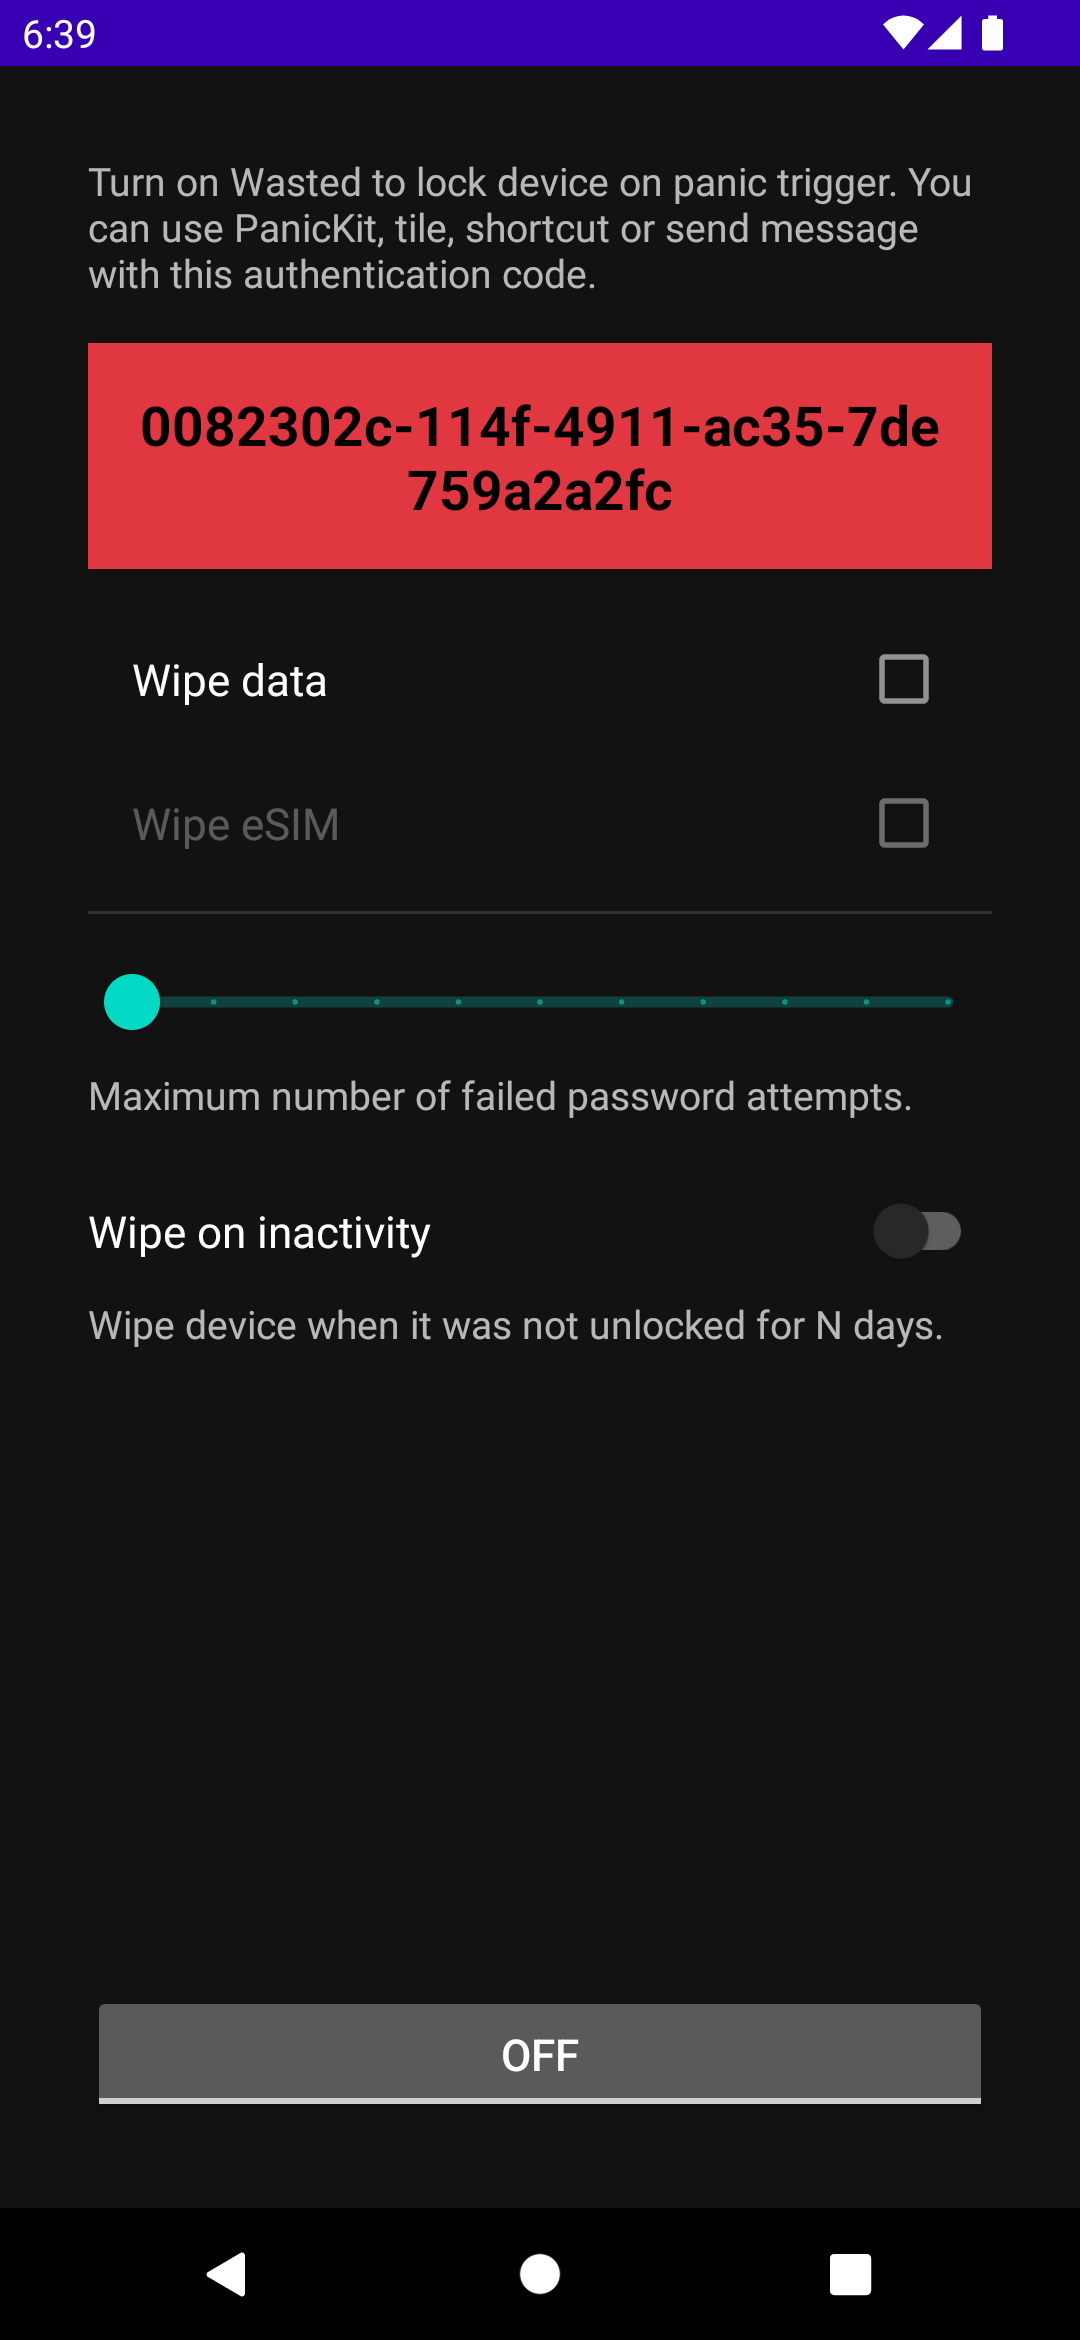 6:39
Turn on Wasted to lock device on panic trigger. You
can use PanicKit, tile, shortcut or send message
with this authentication code.
0082302c-114f-4911-ac35-7de
759a2a2fc
Wipe data
Wipe eSIM
Maximum number of failed password attempts.
Wipe on inactivity
Wipe device when it was not unlocked for N days.
OFF